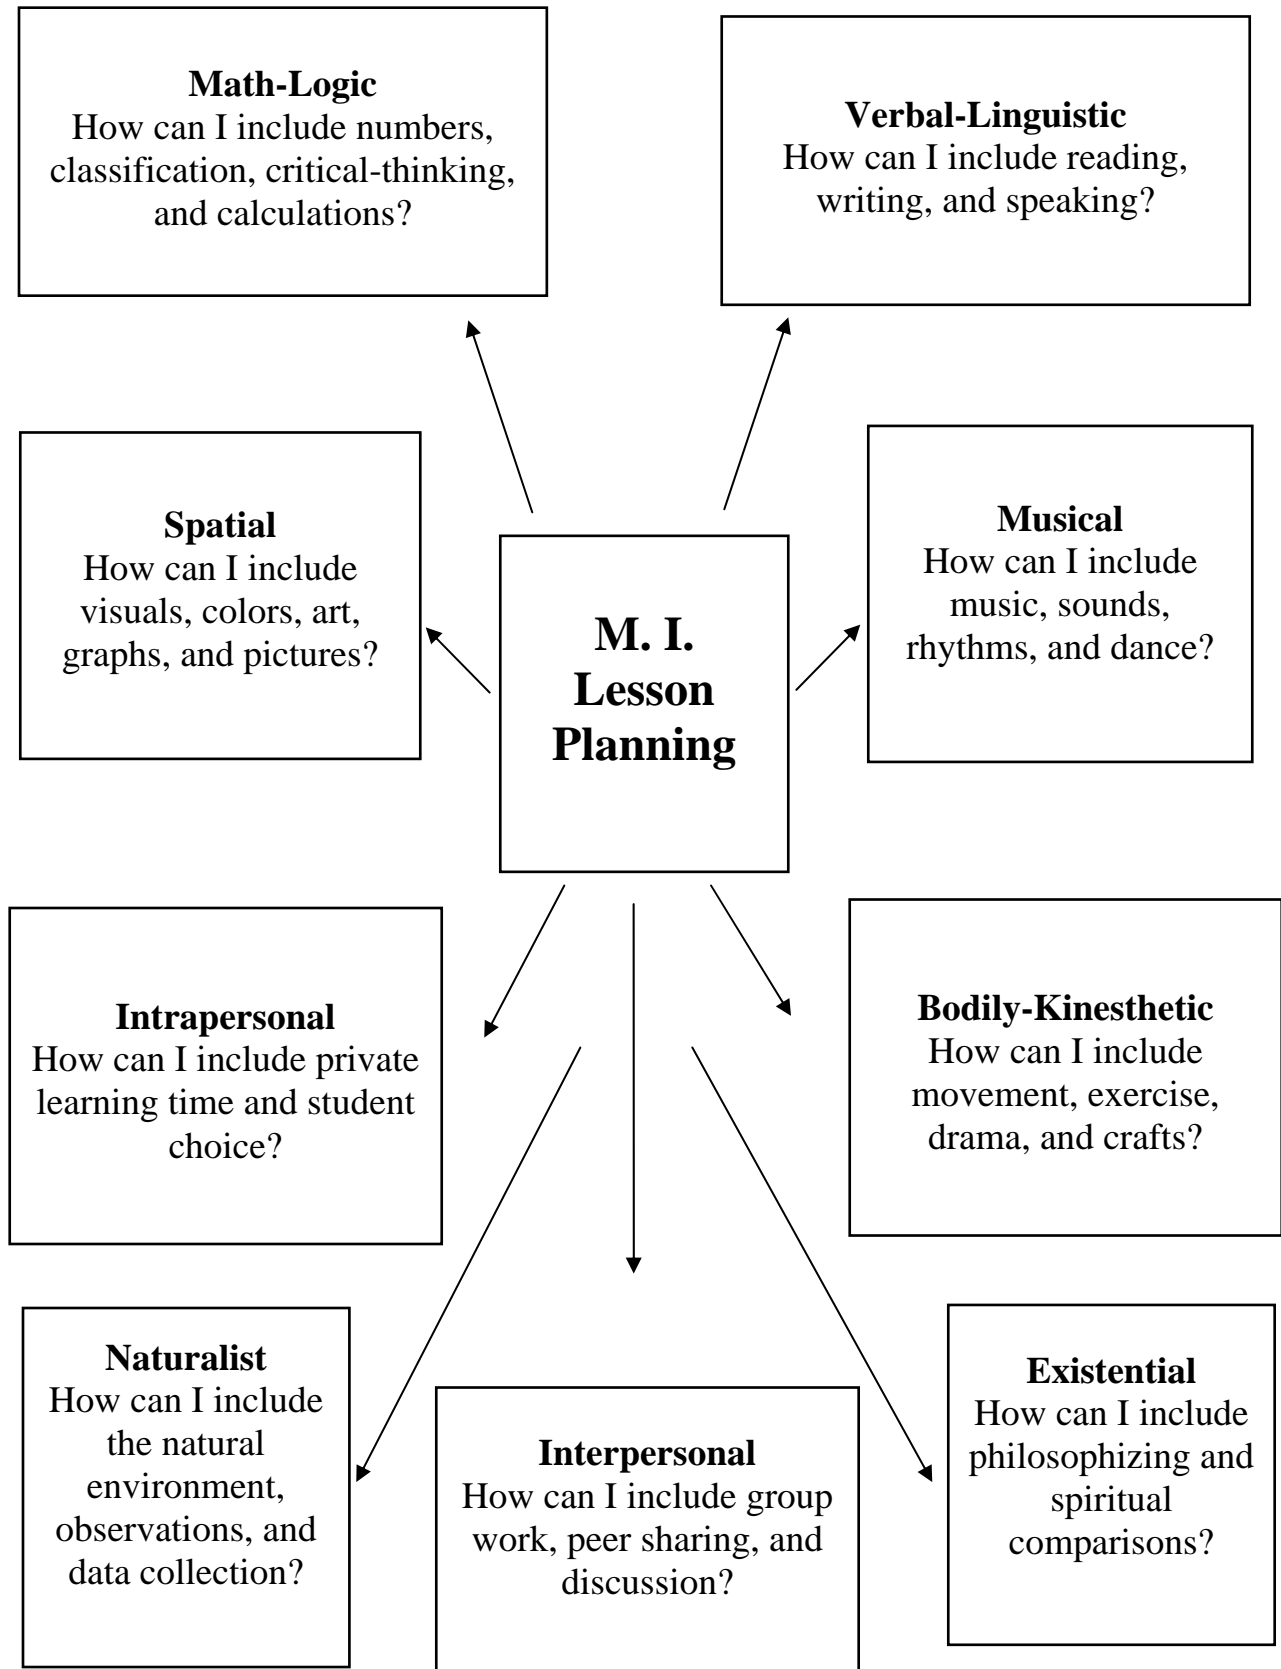 Math-Logic
How can I include numbers,
classification, critical-thinking,
and calculations?
Verbal-Linguistic
How can I include reading,
writing, and speaking?
Spatial
How can I include
visuals, colors, art,
graphs, and pictures?
M. I.
Lesson
Planning
Musical
How can I include
music, sounds,
rhythms, and dance?
Intrapersonal
How can I include private
learning time and student
choice?
Bodily-Kinesthetic
How can I include
movement, exercise,
drama, and crafts?
Naturalist
How can I include
the natural
environment,
observations, and
data collection?
Interpersonal
How can I include group
work, peer sharing, and
discussion?
Existential
How can I include
philosophizing and
spiritual
comparisons?